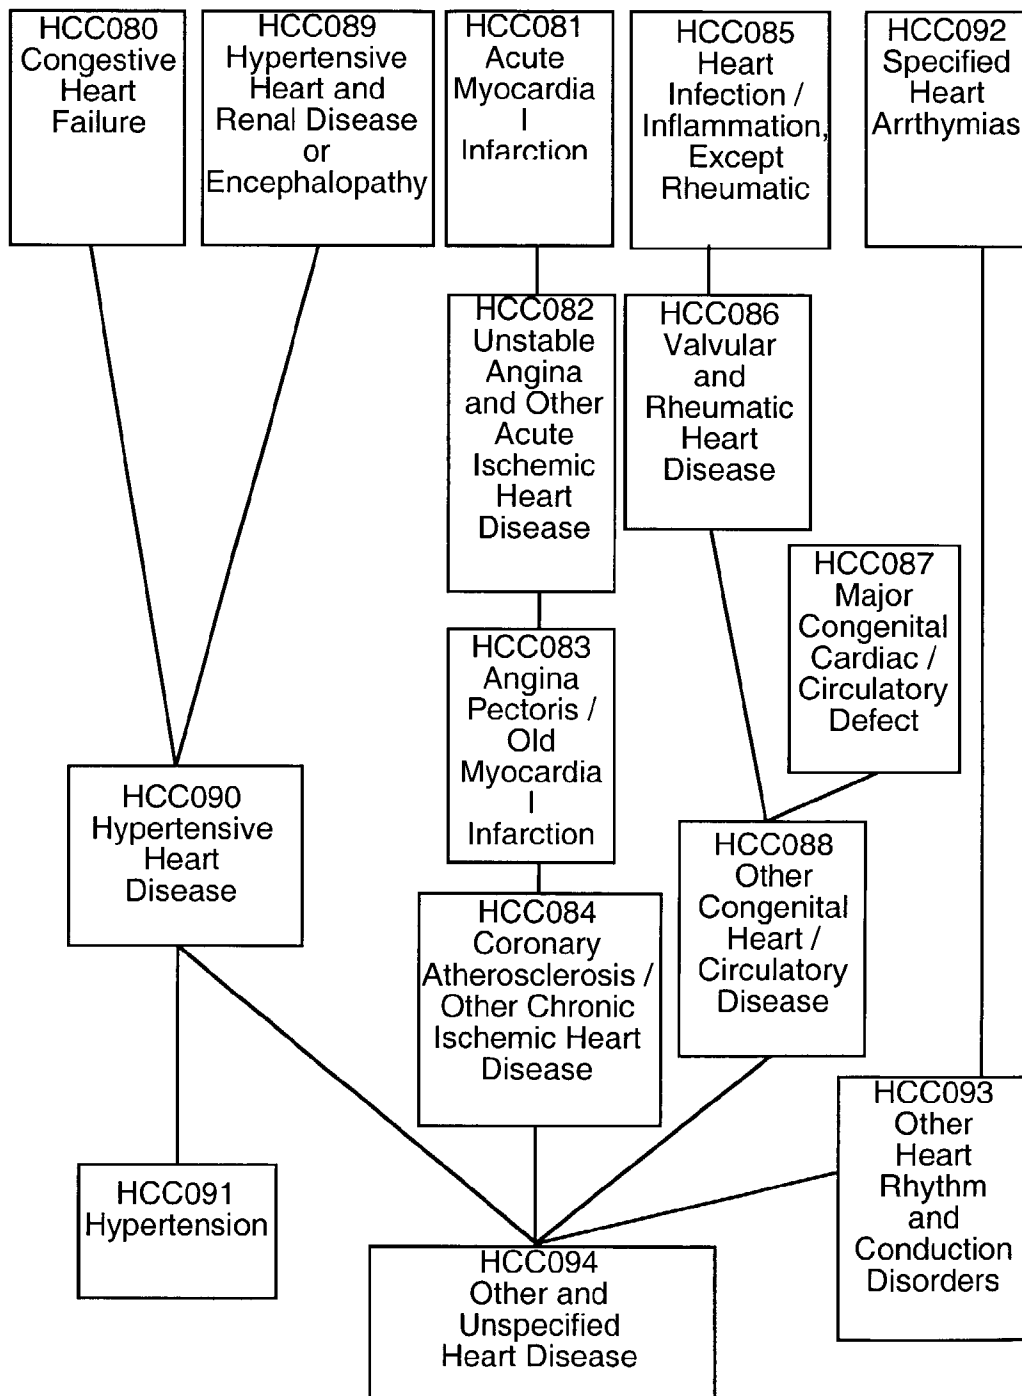 HCC080
Congestive
Heart
Failure
HCC089
Hypertensive
Heart and
Renal Disease
or
Encephalopathy
HCC081
Acute
Myocardia
l
Infarction
HCC085
Heart
Infection /
Inflammation,
Except
Rheumatic
HCC092
Specified
Heart
Arrthymias
HCC082
Unstable
Angina
and Other
Acute
Ischemic
Heart
Disease
HCC086
Valvular
and
Rheumatic
Heart
Disease
HCC087
Major
Congenital
Cardiac /
Circulatory
Defect
HCC083
Angina
Pectoris /
Old
Myocardia
l
Infarction
HCC090
Hypertensive
Heart
Disease
HCC088
Other
Congenital
Heart /
Circulatory
Disease
HCC084
Coronary
Atherosclerosis /
Other Chronic
Ischemic Heart
Disease
HCC093
Other
Heart
Rhythm
and
Conduction
Disorders
HCC091
Hypertension
HCC094
Other and
Unspecified
Heart Disease